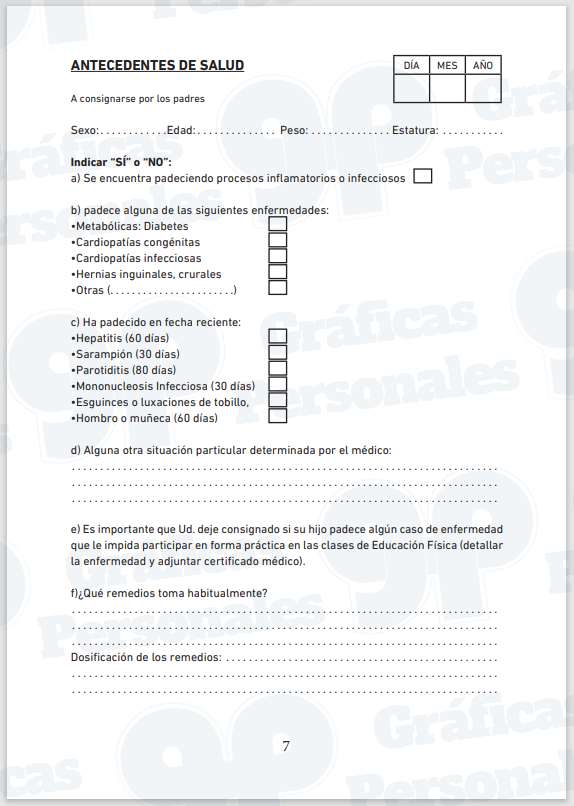 ANTECEDENTES DE SALUD
DÍA MES AÑO
A consignarse por los padres
Sexo:............Edad:.............. Peso: .............. Estatura: ...........
Indicar “SÍ” o “NO”:
a) Se encuentra padeciendo procesos inflamatorios o infecciosos
b) padece alguna de las siguientes enfermedades:
•Metabólicas: Diabetes
•Cardiopatías congénitas
•Cardiopatías infecciosas
•Hernias inguinales, crurales
•Otras (.......................)
c) Ha padecido en fecha reciente:
•Hepatitis (60 días)
•Sarampión (30 días)
•Parotiditis (80 días)
•Mononucleosis Infecciosa (30 días)
•Esguinces o luxaciones de tobillo,
•Hombro o muñeca (60 días)
d) Alguna otra situación particular determinada por el médico:
e) Es importante que Ud. deje consignado si su hijo padece algún caso de enfermedad
que le impida participar en forma práctica en las clases de Educación Física (detallar
la enfermedad y adjuntar certificado médico).
f)¿Qué remedios toma habitualmente?
Dosificación de los remedios: .................................................
7
Gráficas
Personales